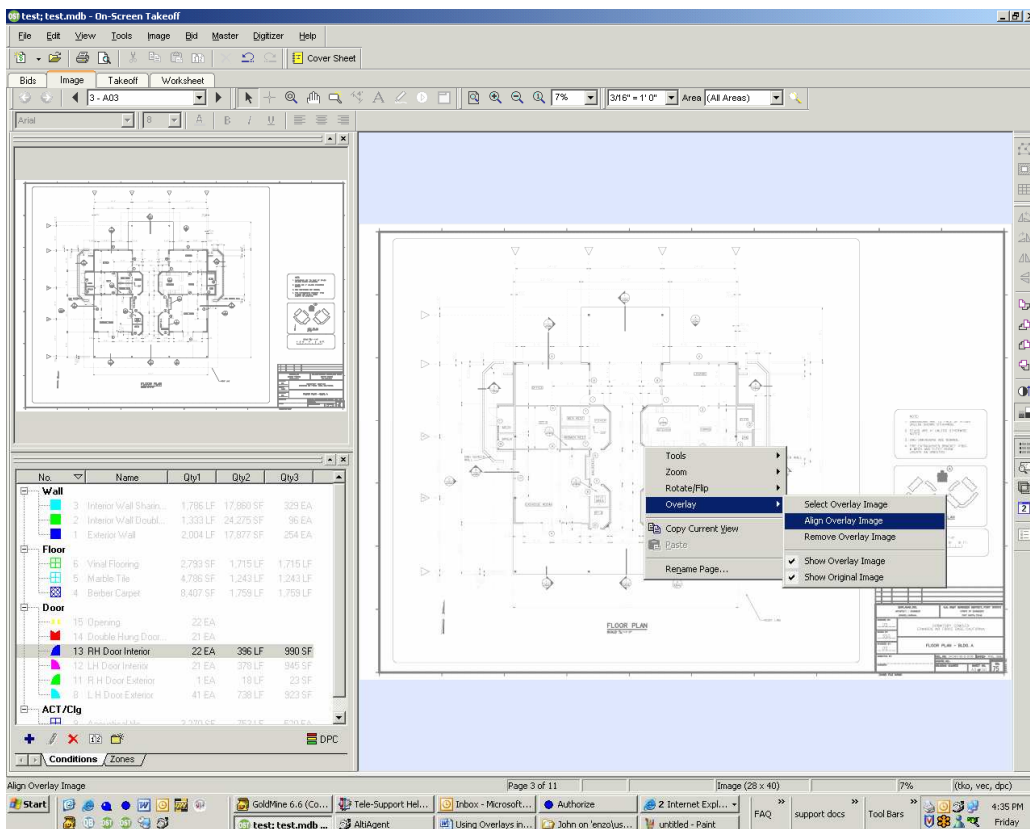 test; test.mdb - On-Screen Takeoff
File Edit View Tools Image Bid Master Digitizer Help
Cover Sheet
Bids Image Takeoff Worksheet
3 - A03 7% 3/16" = 1' 0" Area (All Areas)
Arial 8 A B I U
FLOOR PLAN
No. Name Qty1 Qty2 Qty3
Wall
3 Interior Wall Sharin... 1,786 LF 17,860 SF 329 EA
2 Interior Wall Doubl... 1,333 LF 24,275 SF 96 EA
1 Exterior Wall 2,004 LF 17,877 SF 254 EA
Floor
6 Vinal Flooring 2,793 SF 1,715 LF 1,715 LF
5 Marble Tile 4,786 SF 1,243 LF 1,243 LF
4 Berber Carpet 8,407 SF 1,759 LF 1,759 LF
Door
15 Opening 22 EA
14 Double Hung Door... 21 EA
13 RH Door Interior 22 EA 396 LF 990 SF
12 LH Door Interior 21 EA 378 LF 945 SF
11 R.H Door Exterior 1 EA 18 LF 23 SF
8 L.H Door Exterior 41 EA 738 LF 923 SF
ACT/Clg
DPC
Conditions Zones
FLOOR PLAN
FLOOR PLAN - BLDG. A
Tools
Zoom
Rotate/Flip
Overlay
Copy Current View
Paste
Rename Page...
Select Overlay Image
Align Overlay Image
Remove Overlay Image
Show Overlay Image
Show Original Image
Align Overlay Image Page 3 of 11 Image (28 x 40) 7% (tko, vec, dpc)
Start GoldMine 6.6 (Co... Tele-Support Hel... Inbox - Microsoft... Authorize 2 Internet Expl... FAQ support docs Tool Bars 4:35 PM
test; test.mdb ... AltiAgent Using Overlays in... John on 'enzo\us... untitled - Paint Friday